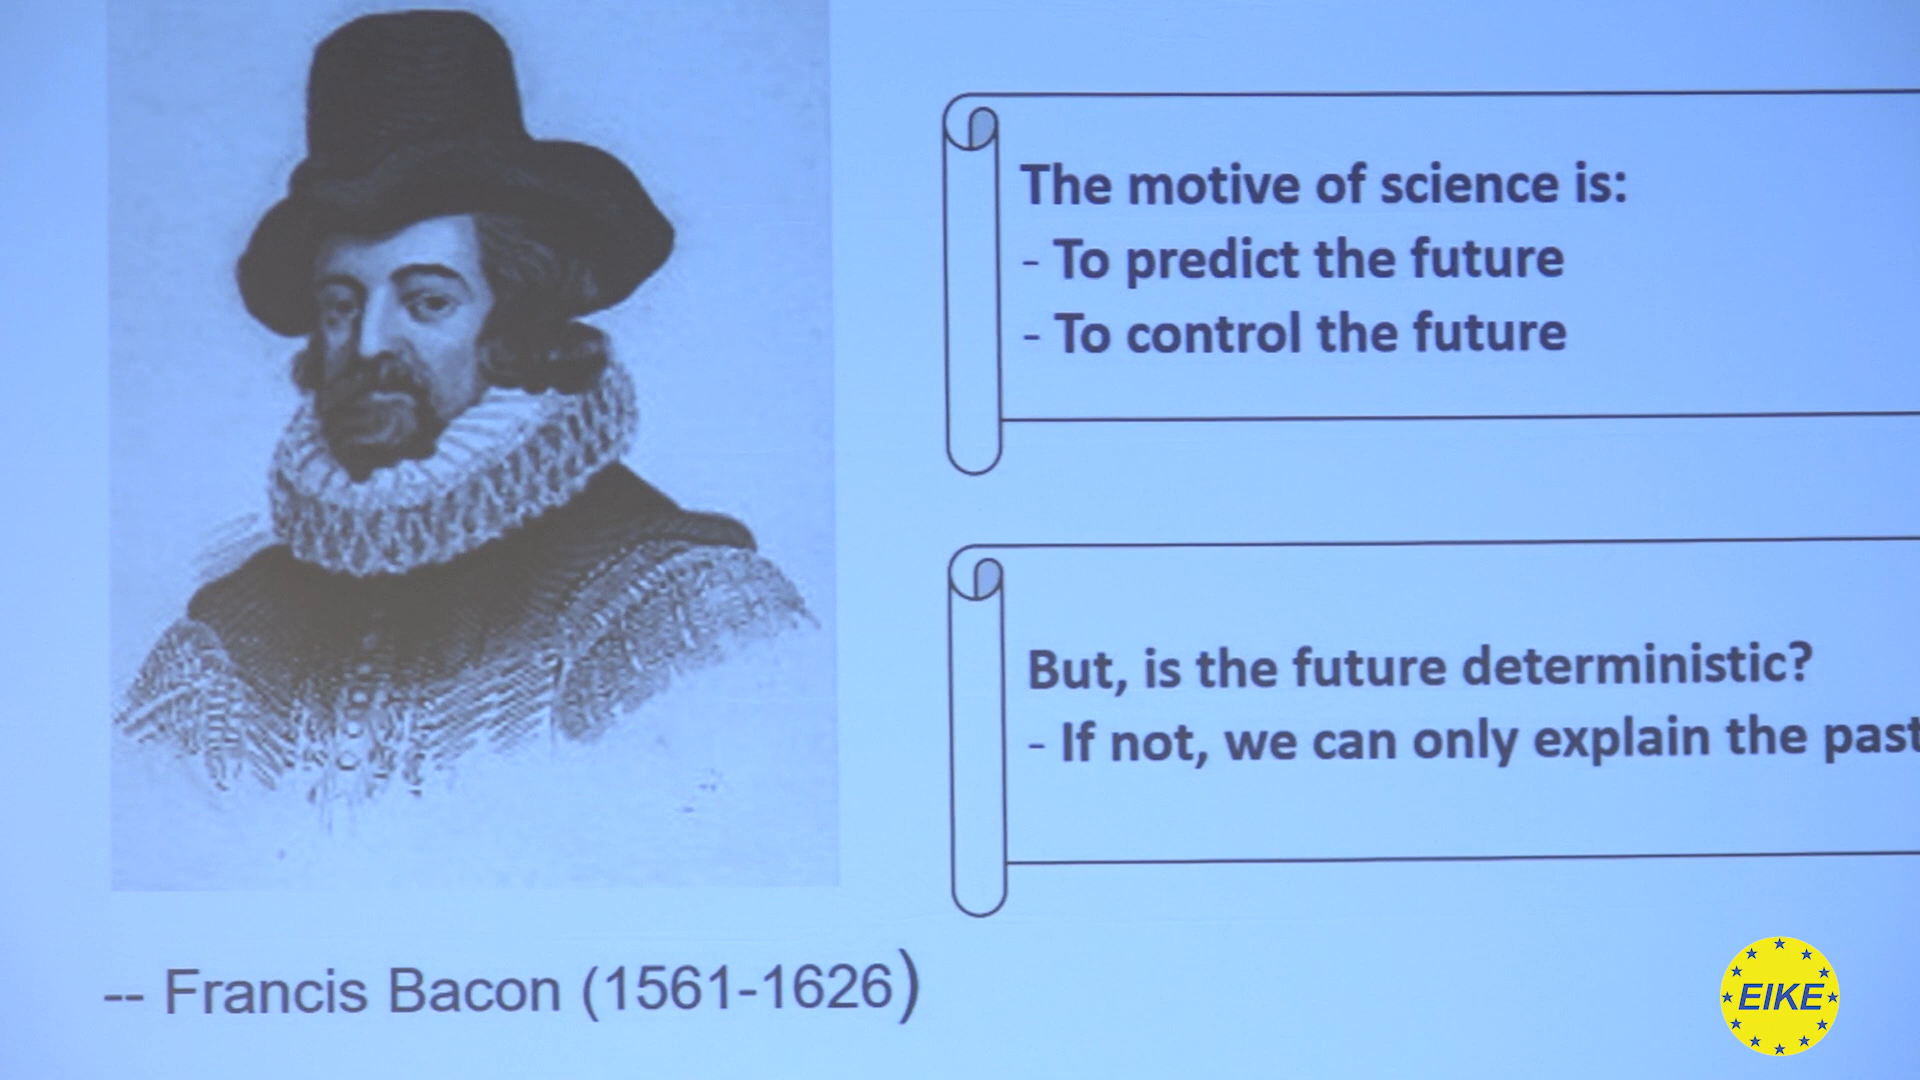 The motive of science is:
- To predict the future
- To control the future
But, is the future deterministic?
- If not, we can only explain the past
-- Francis Bacon (1561-1626)
EIKE